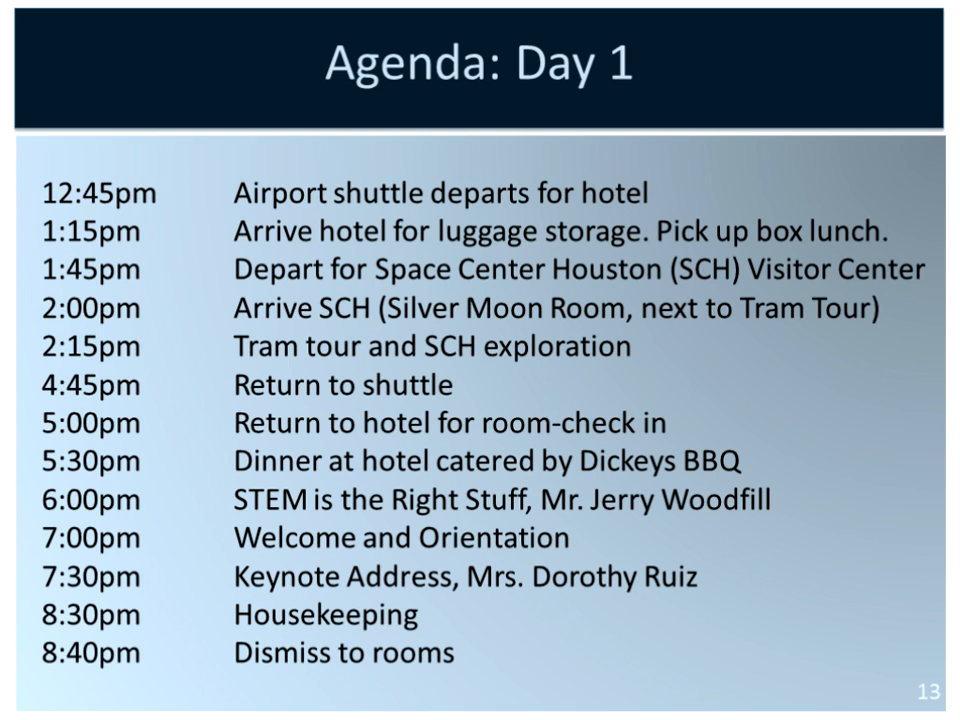 Agenda: Day 1
12:45pm Airport shuttle departs for hotel
1:15pm Arrive hotel for luggage storage. Pick up box lunch.
1:45pm Depart for Space Center Houston (SCH) Visitor Center
2:00pm Arrive SCH (Silver Moon Room, next to Tram Tour)
2:15pm Tram tour and SCH exploration
4:45pm Return to shuttle
5:00pm Return to hotel for room-check in
5:30pm Dinner at hotel catered by Dickeys BBQ
6:00pm STEM is the Right Stuff, Mr. Jerry Woodfill
7:00pm Welcome and Orientation
7:30pm Keynote Address, Mrs. Dorothy Ruiz
8:30pm Housekeeping
8:40pm Dismiss to rooms
13